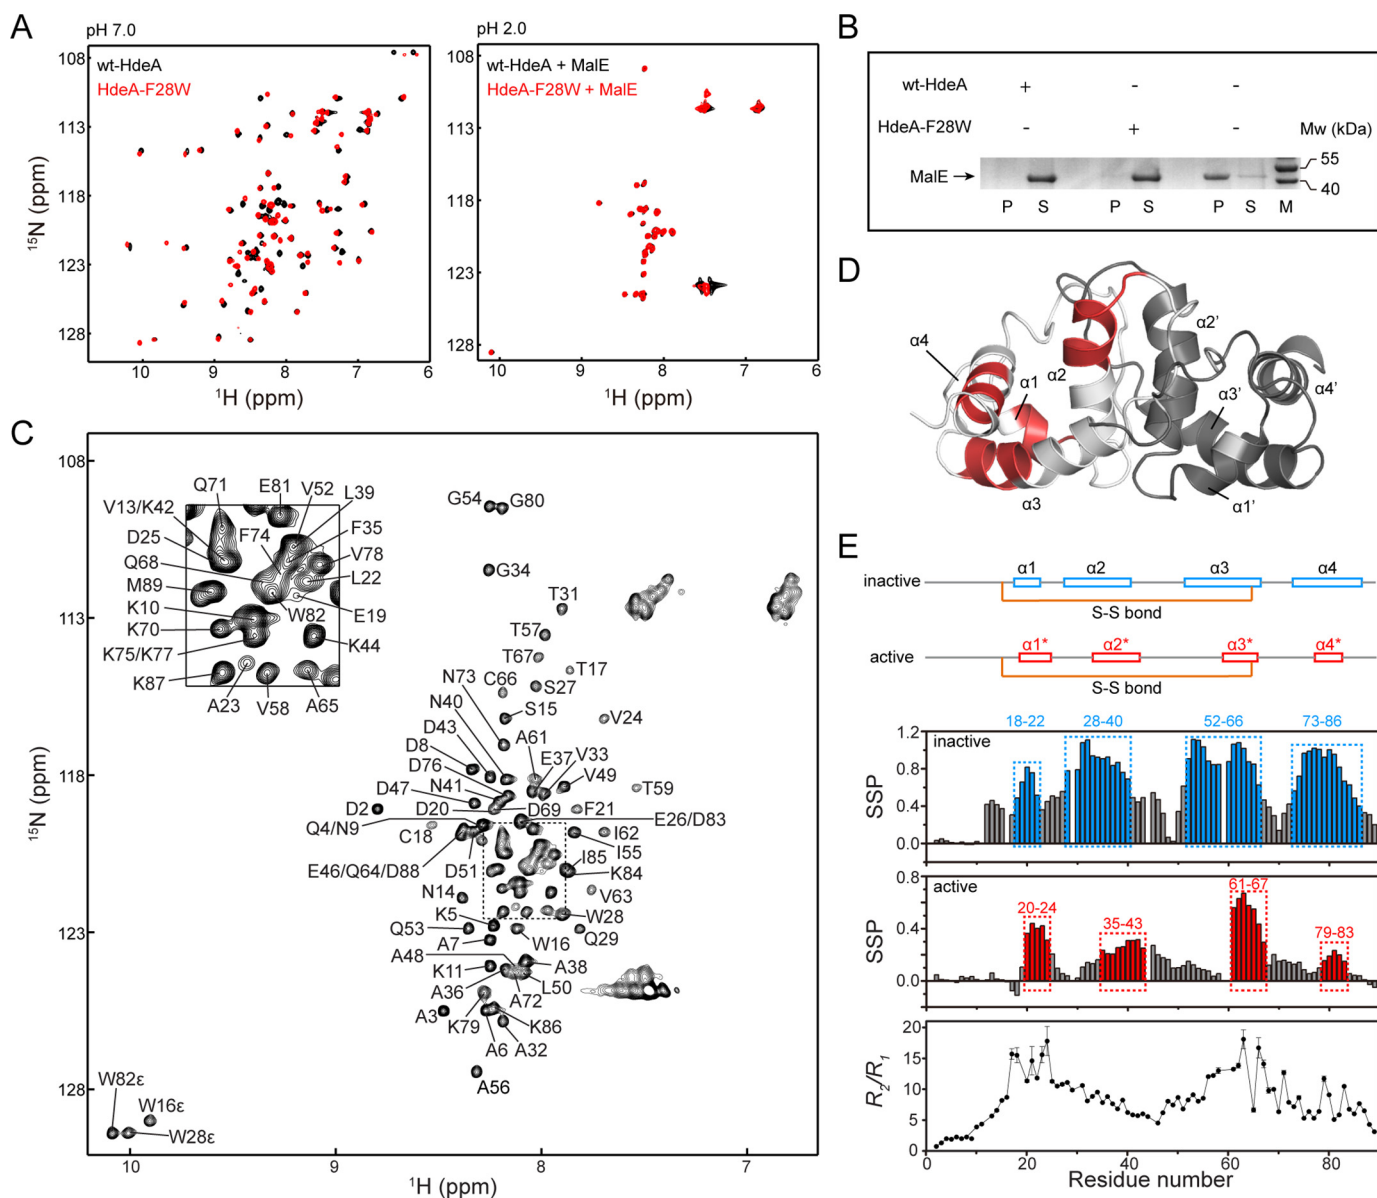 A
pH 7.0
wt-HdeA
HdeA-F28W
108
113
118
123
128
15N (ppm)
10 9 8 7 6
1H (ppm)
pH 2.0
wt-HdeA + MalE
HdeA-F28W + MalE
108
113
118
123
128
10 9 8 7 6
1H (ppm)
B
wt-HdeA + - -
HdeA-F28W - + - Mw (kDa)
MalE
55
40
P S P S P S M
D
α4
α1
α2
α3
α2'
α3'
α4'
α1'
C
108
113
118
123
128
15N (ppm)
10 9 8 7
1H (ppm)
Q71
E81
V52
L39
V13/K42
D25
F74
F35
Q68
V78
M89
L22
K10
W82
E19
K70
K44
K75/K77
K87
A23
V58
A65
G54
G80
G34
T31
T57
T67
T17
N73
C66
S27
N40
S15
V24
D43
A61
D8
E37
V33
D76
V49
N41
T59
D47
D2
D20
D69
F21
Q4/N9
E26/D83
C18
I62
I55
E46/Q64/D88
D51
I85
K84
N14
V63
K5
W28
Q53
W16
Q29
A7
A48
A38
K11
L50
A36
A72
A3
K79
K86
A6
A32
A56
W82ε
W16ε
W28ε
E
inactive
α1 α2 α3 α4
S-S bond
active
α1* α2* α3* α4*
S-S bond
18-22 28-40 52-66 73-86
inactive
1.2
0.8
0.4
0.0
SSP
active
20-24 35-43 61-67 79-83
0.8
0.4
0.0
SSP
20
15
10
5
0
R2/R1
0 20 40 60 80
Residue number